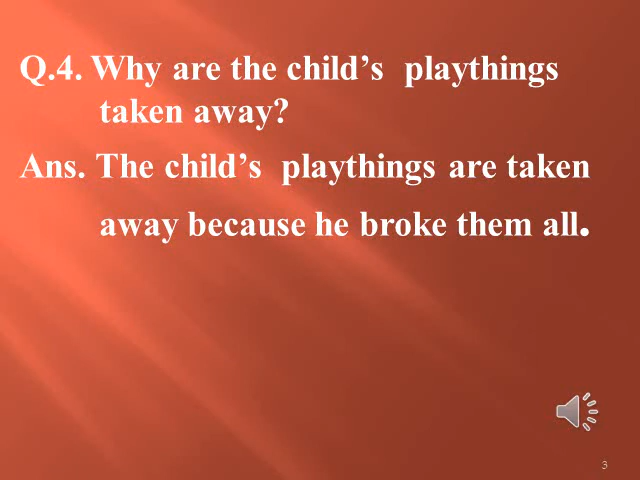 Q.4. Why are the child’s playthings
taken away?
Ans. The child’s playthings are taken
away because he broke them all.
3